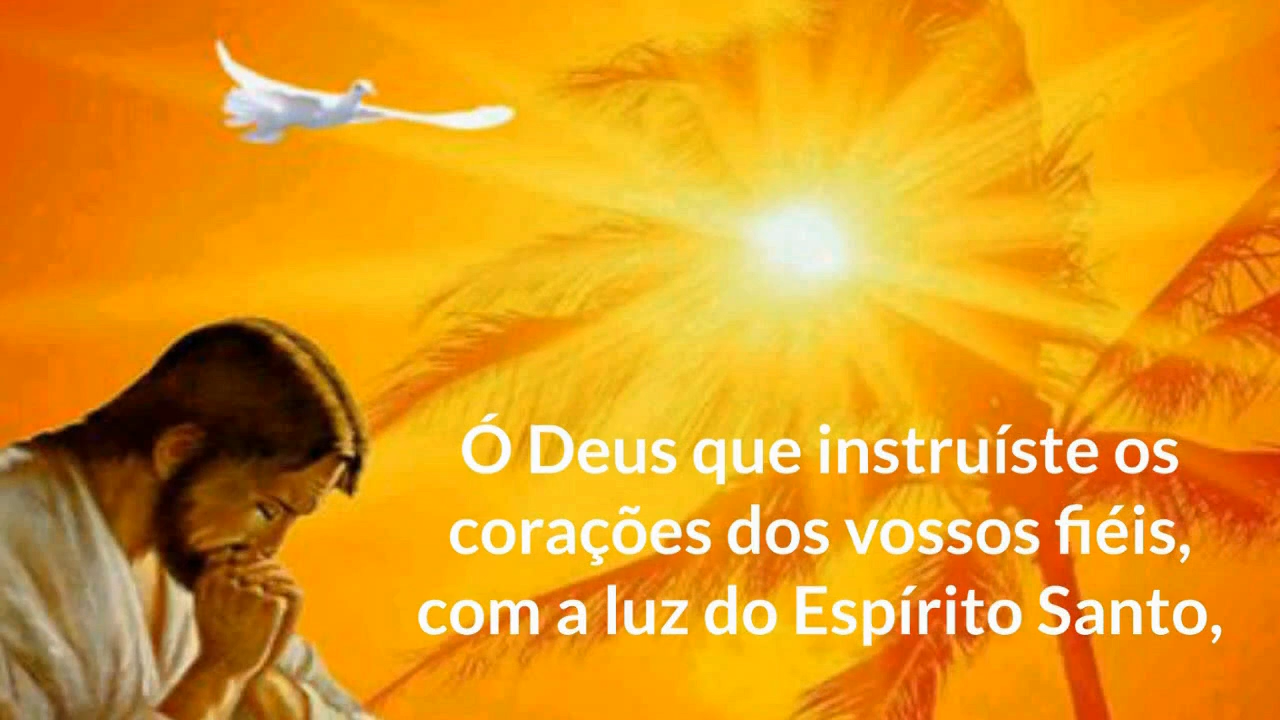 Ó Deus que instruíste os
corações dos vossos fiéis,
com a luz do Espírito Santo,